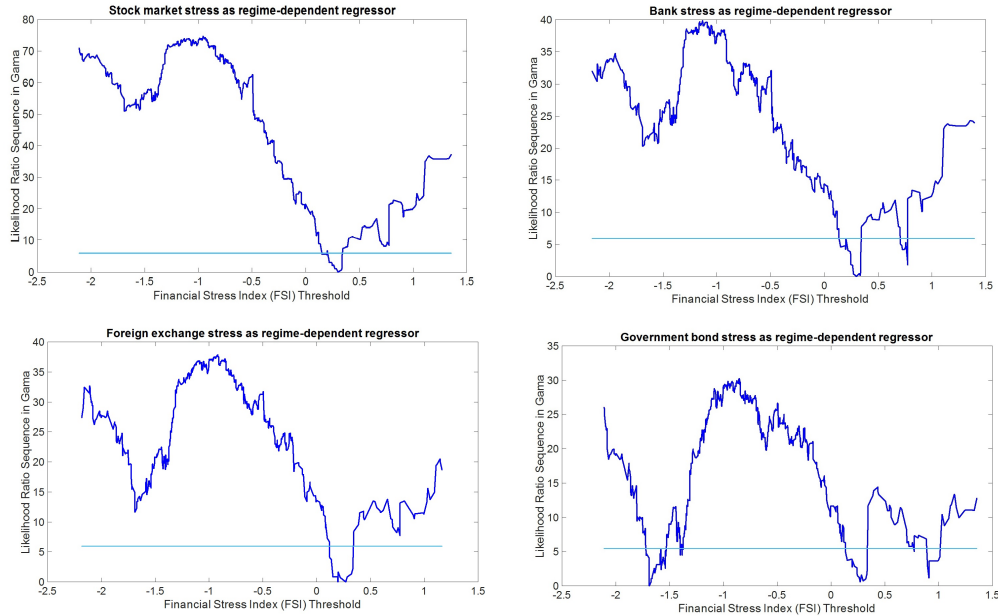 Stock market stress as regime-dependent regressor
80
70
60
50
40
30
20
10
0
Likelihood Ratio Sequence in Gama
-2.5 -2 -1.5 -1 -0.5 0 0.5 1 1.5
Financial Stress Index (FSI) Threshold
Bank stress as regime-dependent regressor
40
35
30
25
20
15
10
5
0
Likelihood Ratio Sequence in Gama
-2.5 -2 -1.5 -1 -0.5 0 0.5 1 1.5
Financial Stress Index (FSI) Threshold
Foreign exchange stress as regime-dependent regressor
40
35
30
25
20
15
10
5
0
Likelihood Ratio Sequence in Gama
-2.5 -2 -1.5 -1 -0.5 0 0.5 1 1.5
Financial Stress Index (FSI) Threshold
Government bond stress as regime-dependent regressor
35
30
25
20
15
10
5
0
Likelihood Ratio Sequence in Gama
-2.5 -2 -1.5 -1 -0.5 0 0.5 1 1.5
Financial Stress Index (FSI) Threshold